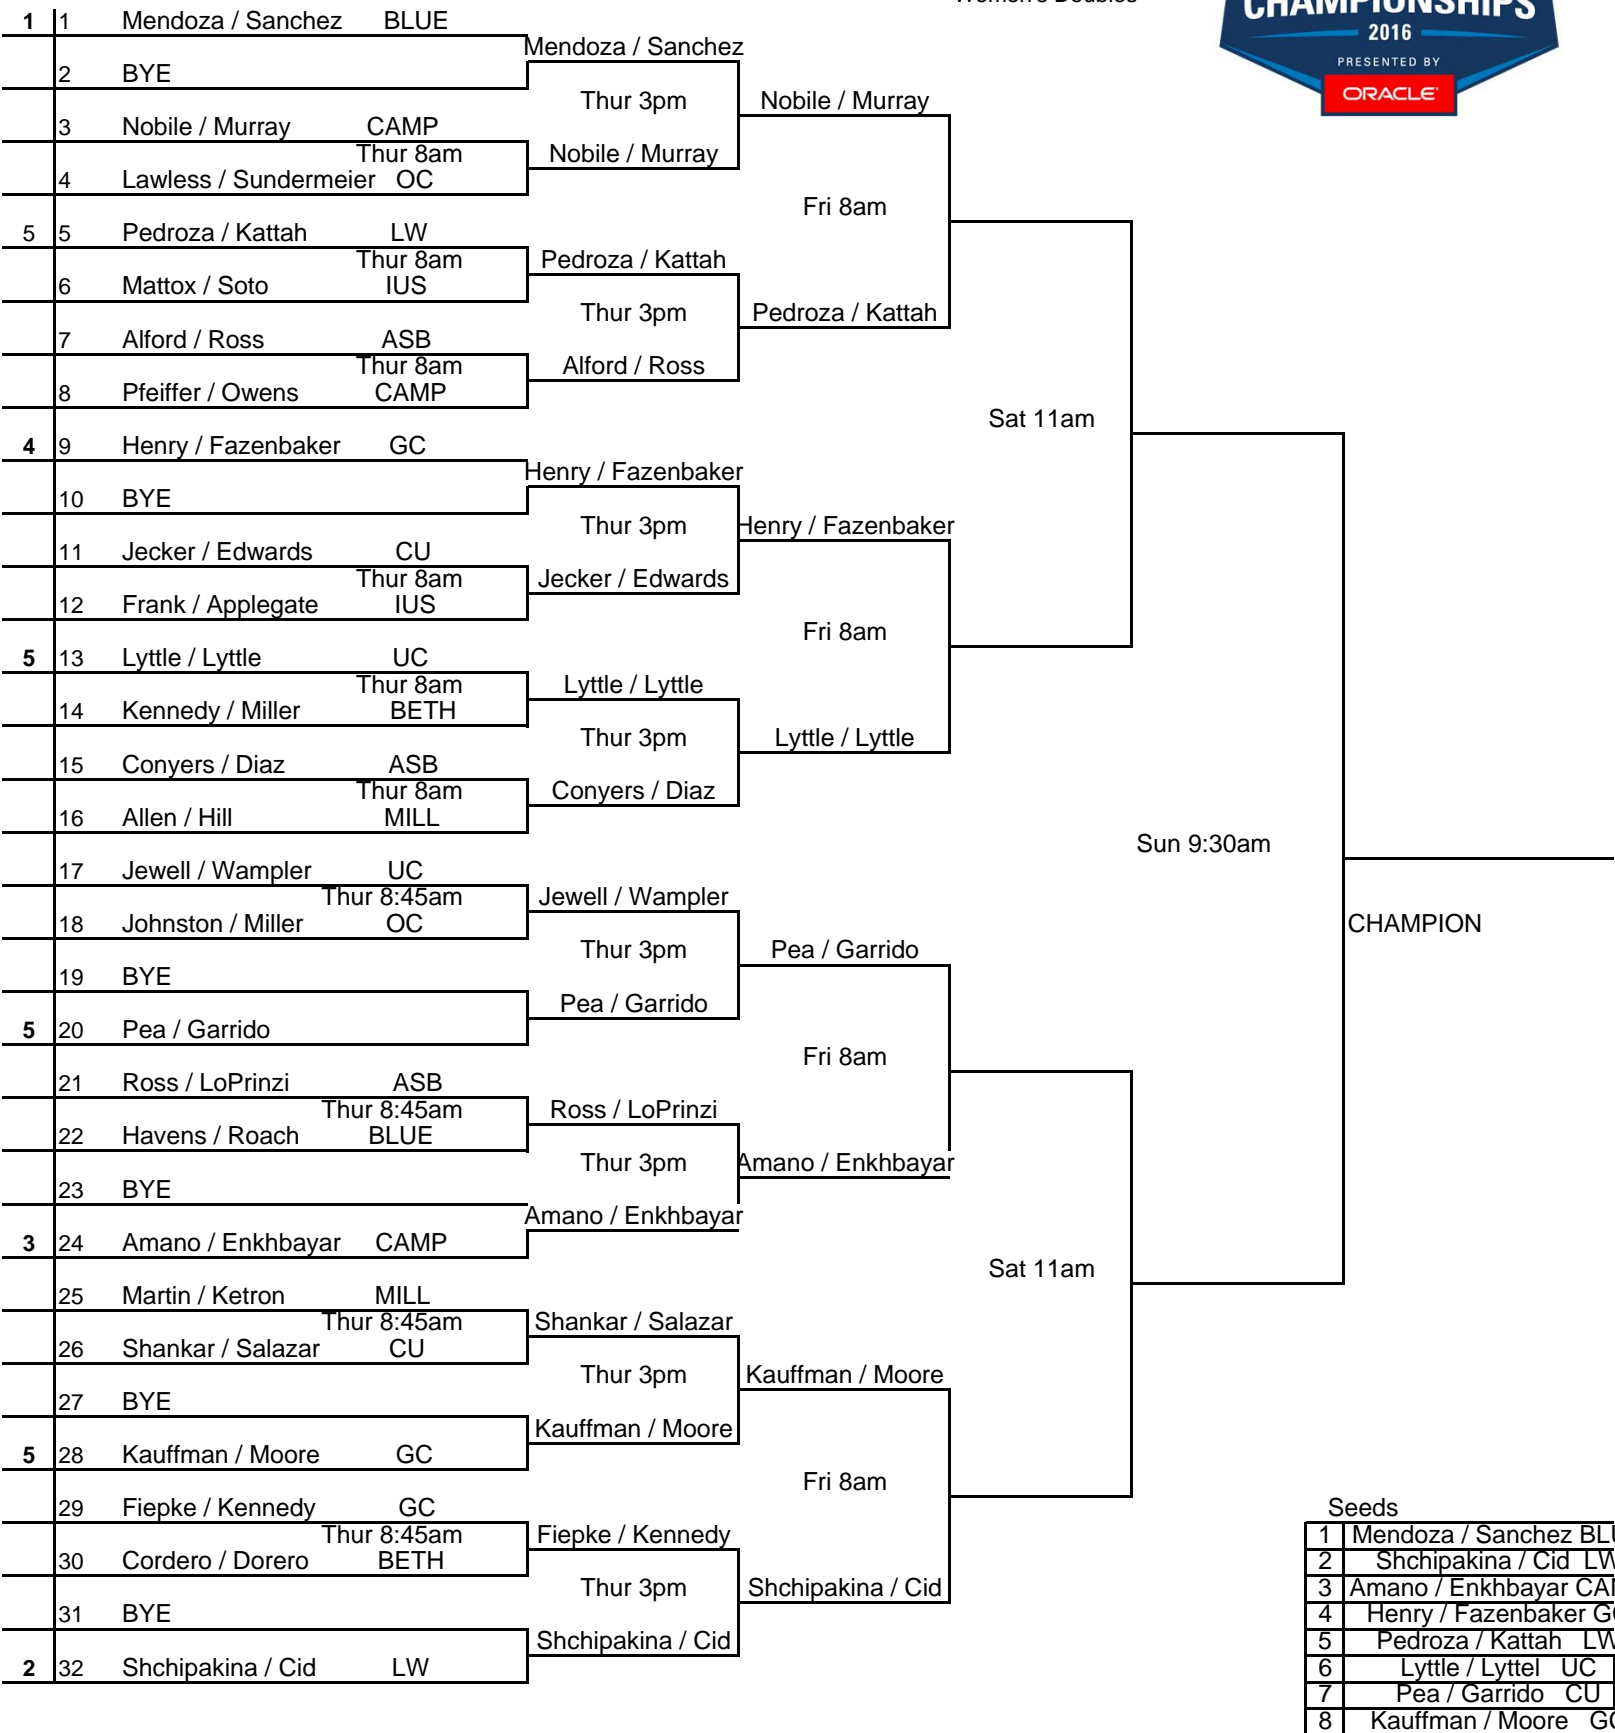 Women's Doubles
CHAMPIONSHIPS
2016
PRESENTED BY
ORACLE
1 1 Mendoza / Sanchez BLUE
Mendoza / Sanchez
2 BYE
Thur 3pm Nobile / Murray
3 Nobile / Murray CAMP
Thur 8am Nobile / Murray
4 Lawless / Sundermeier OC
Fri 8am
5 5 Pedroza / Kattah LW
Thur 8am Pedroza / Kattah
6 Mattox / Soto IUS
Thur 3pm Pedroza / Kattah
7 Alford / Ross ASB
Thur 8am Alford / Ross
8 Pfeiffer / Owens CAMP
Sat 11am
4 9 Henry / Fazenbaker GC
Henry / Fazenbaker
10 BYE
Thur 3pm Henry / Fazenbaker
11 Jecker / Edwards CU
Thur 8am Jecker / Edwards
12 Frank / Applegate IUS
Fri 8am
5 13 Lyttle / Lyttle UC
Thur 8am Lyttle / Lyttle
14 Kennedy / Miller BETH
Thur 3pm Lyttle / Lyttle
15 Conyers / Diaz ASB
Thur 8am Conyers / Diaz
16 Allen / Hill MILL
Sun 9:30am
17 Jewell / Wampler UC
Thur 8:45am Jewell / Wampler
18 Johnston / Miller OC
CHAMPION
Thur 3pm Pea / Garrido
19 BYE
Pea / Garrido
5 20 Pea / Garrido
Fri 8am
21 Ross / LoPrinzi ASB
Thur 8:45am Ross / LoPrinzi
22 Havens / Roach BLUE
Thur 3pm Amano / Enkhbayar
23 BYE
Amano / Enkhbayar
3 24 Amano / Enkhbayar CAMP
Sat 11am
25 Martin / Ketron MILL
Thur 8:45am Shankar / Salazar
26 Shankar / Salazar CU
Thur 3pm Kauffman / Moore
27 BYE
Kauffman / Moore
5 28 Kauffman / Moore GC
Fri 8am
29 Fiepke / Kennedy GC
Thur 8:45am Fiepke / Kennedy
30 Cordero / Dorero BETH
Thur 3pm Shchipakina / Cid
31 BYE
Shchipakina / Cid
2 32 Shchipakina / Cid LW
Seeds
1 Mendoza / Sanchez
2 Shchipakina / Cid LW
3 Amano / Enkhbayar
4 Henry / Fazenbaker
5 Pedroza / Kattah LW
6 Lyttle / Lyttel UC
7 Pea / Garrido CU
8 Kauffman / Moore